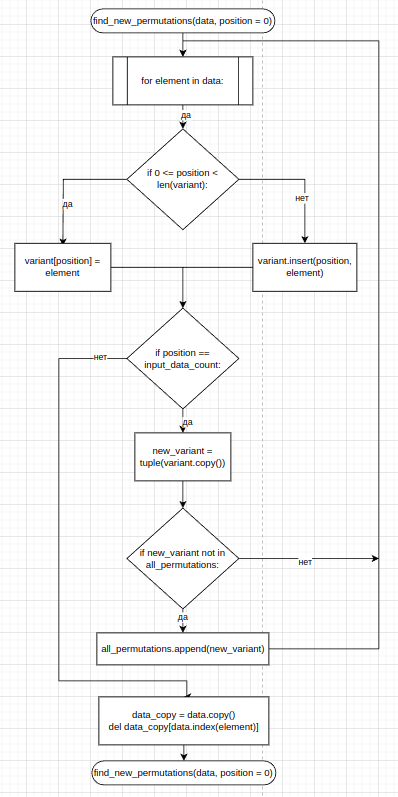 find_new_permutations(data, position = 0)
for element in data:
да
if 0 <= position <
len(variant):
да
нет
variant[position] =
element
variant.insert(position,
element)
if position ==
input_data_count:
нет
да
new_variant =
tuple(variant.copy())
if new_variant not in
all_permutations:
нет
да
all_permutations.append(new_variant)
data_copy = data.copy()
del data_copy[data.index(element)]
find_new_permutations(data, position = 0)